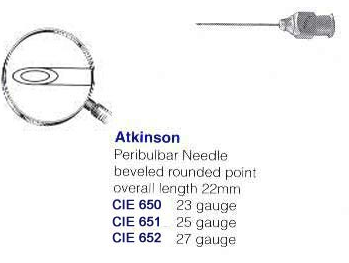 Atkinson
Peribulbar Needle
beveled rounded point
overall length 22mm
CIE 650 23 gauge
CIE 651 25 gauge
CIE 652 27 gauge